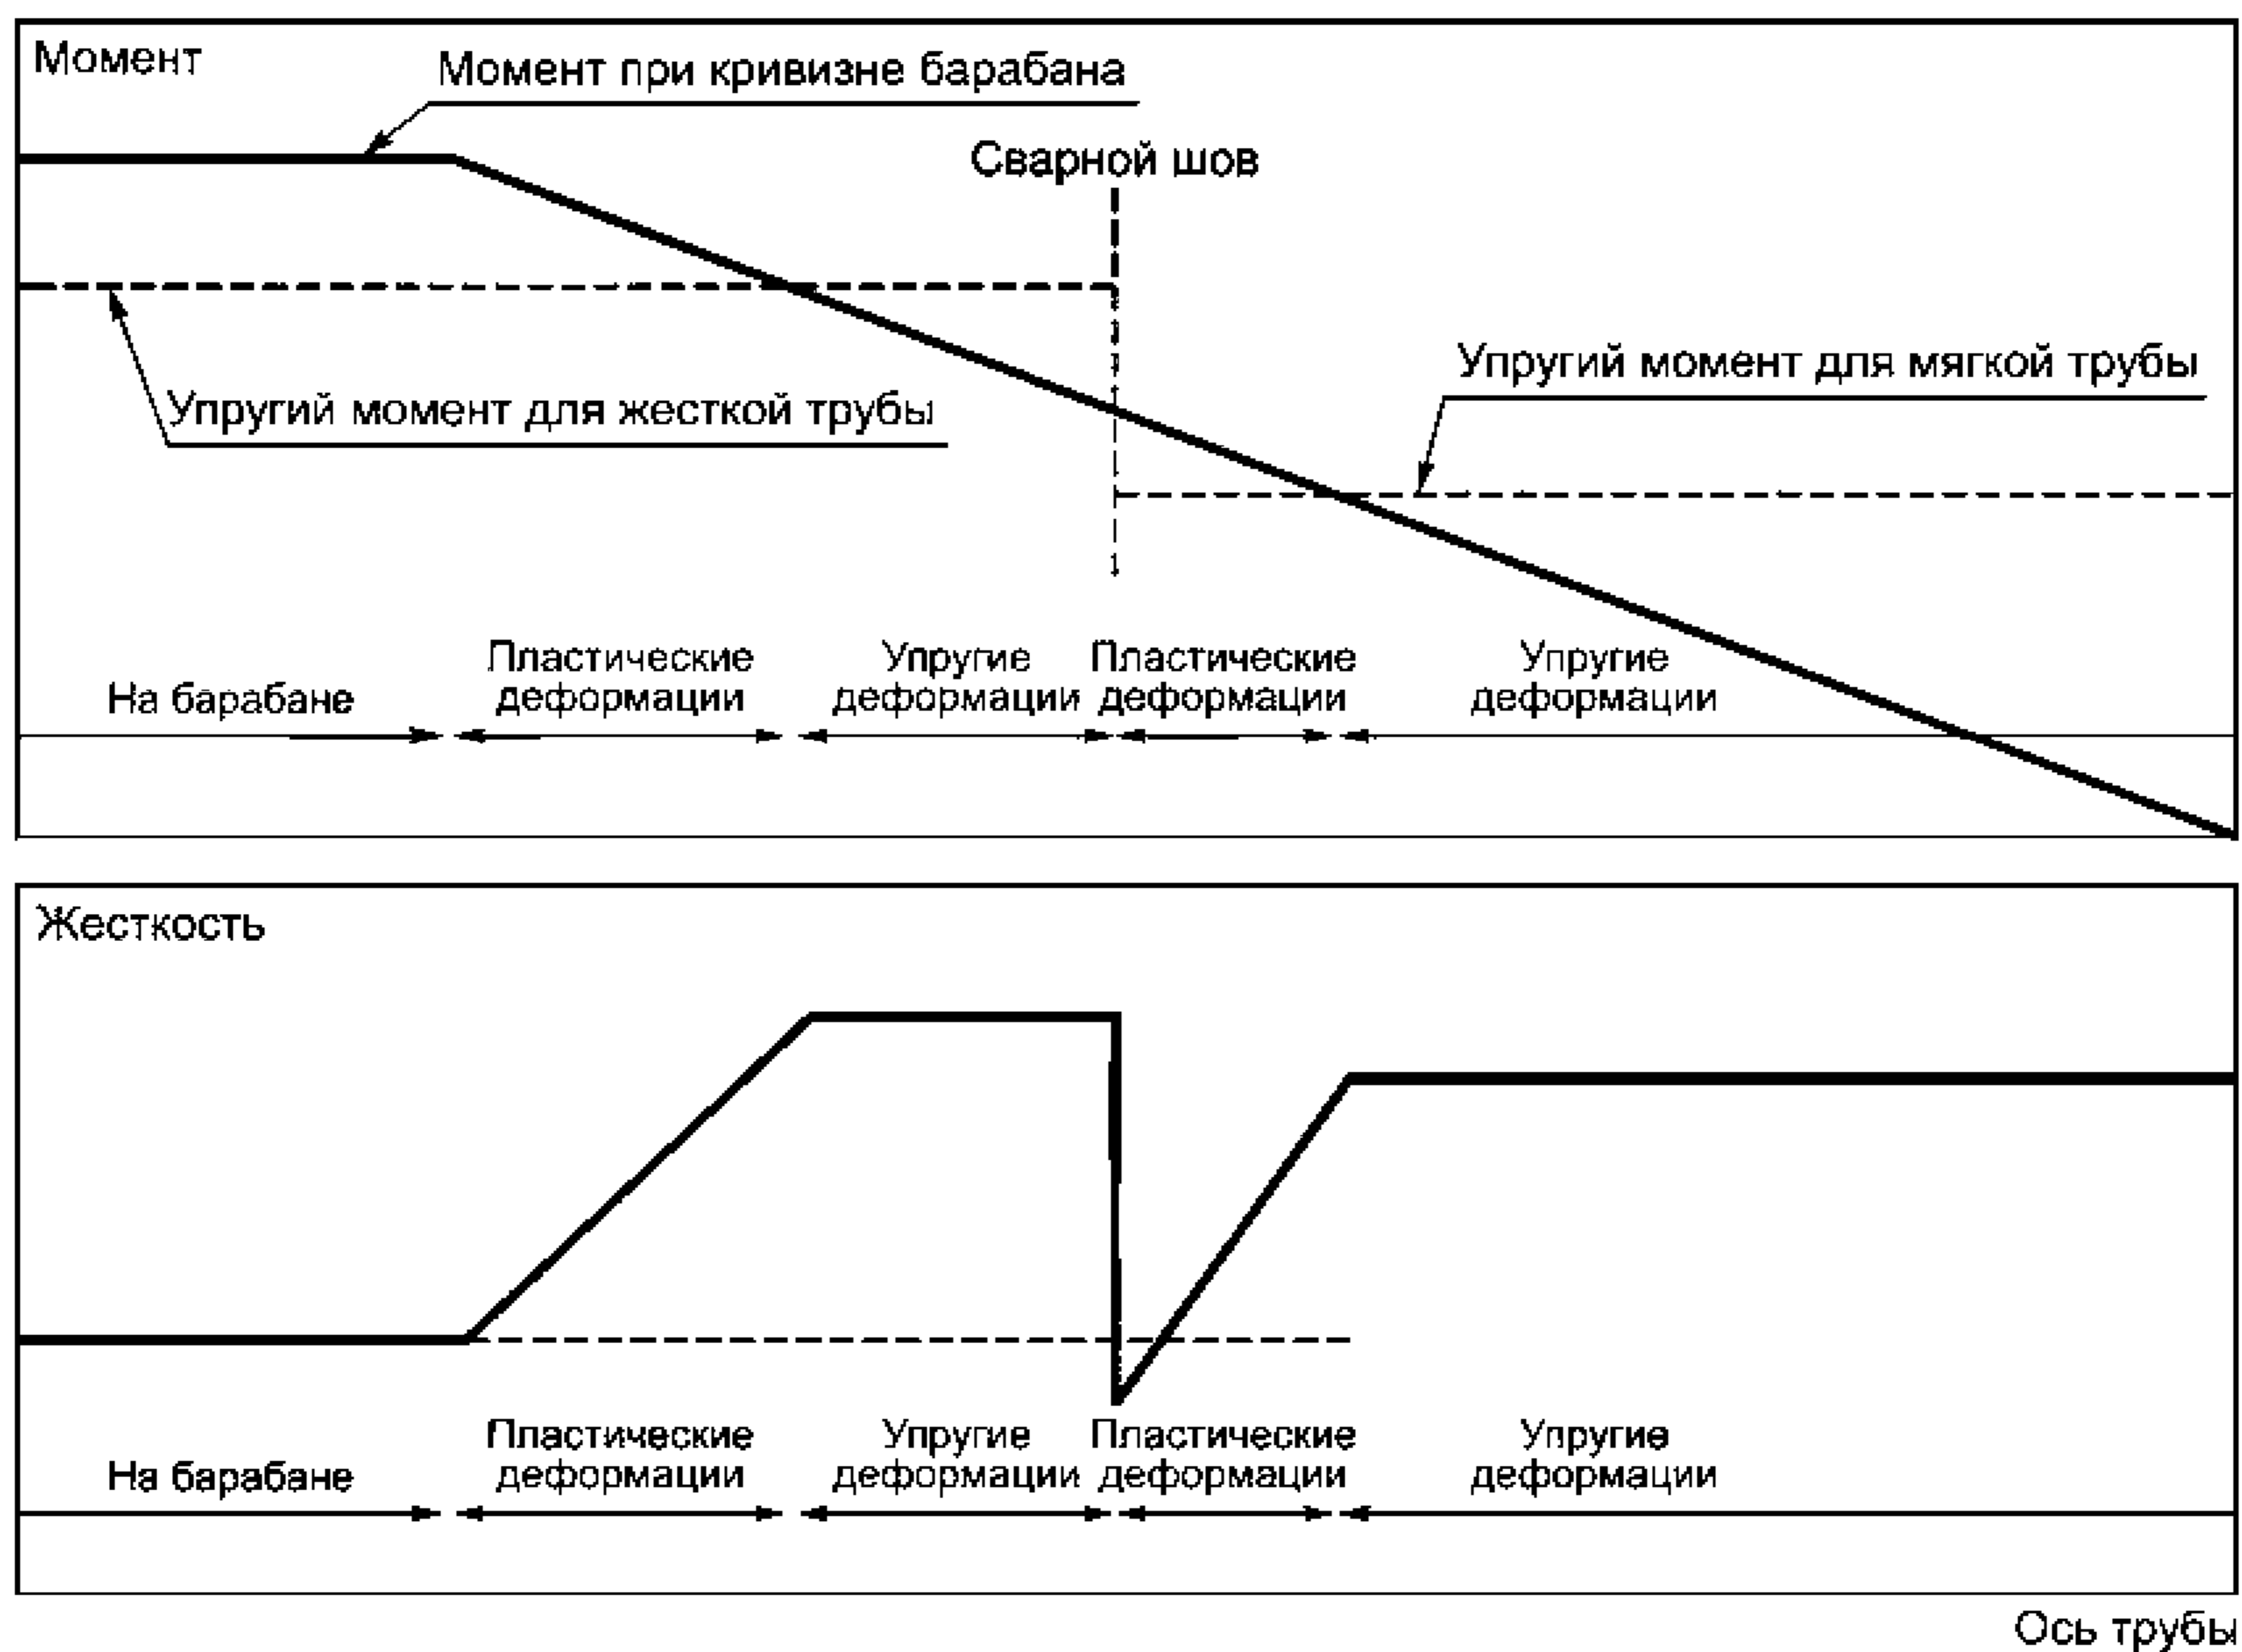 Момент
Момент при кривизне барабана
Сварной шов
Упругий момент для мягкой трубы
Упругий момент для жесткой трубы
На барабане
Пластические
деформации
Упругие
деформации
Пластические
деформации
Упругие
деформации
Жесткость
На барабане
Пластические
деформации
Упругие
деформации
Пластические
деформации
Упругие
деформации
Ось трубы